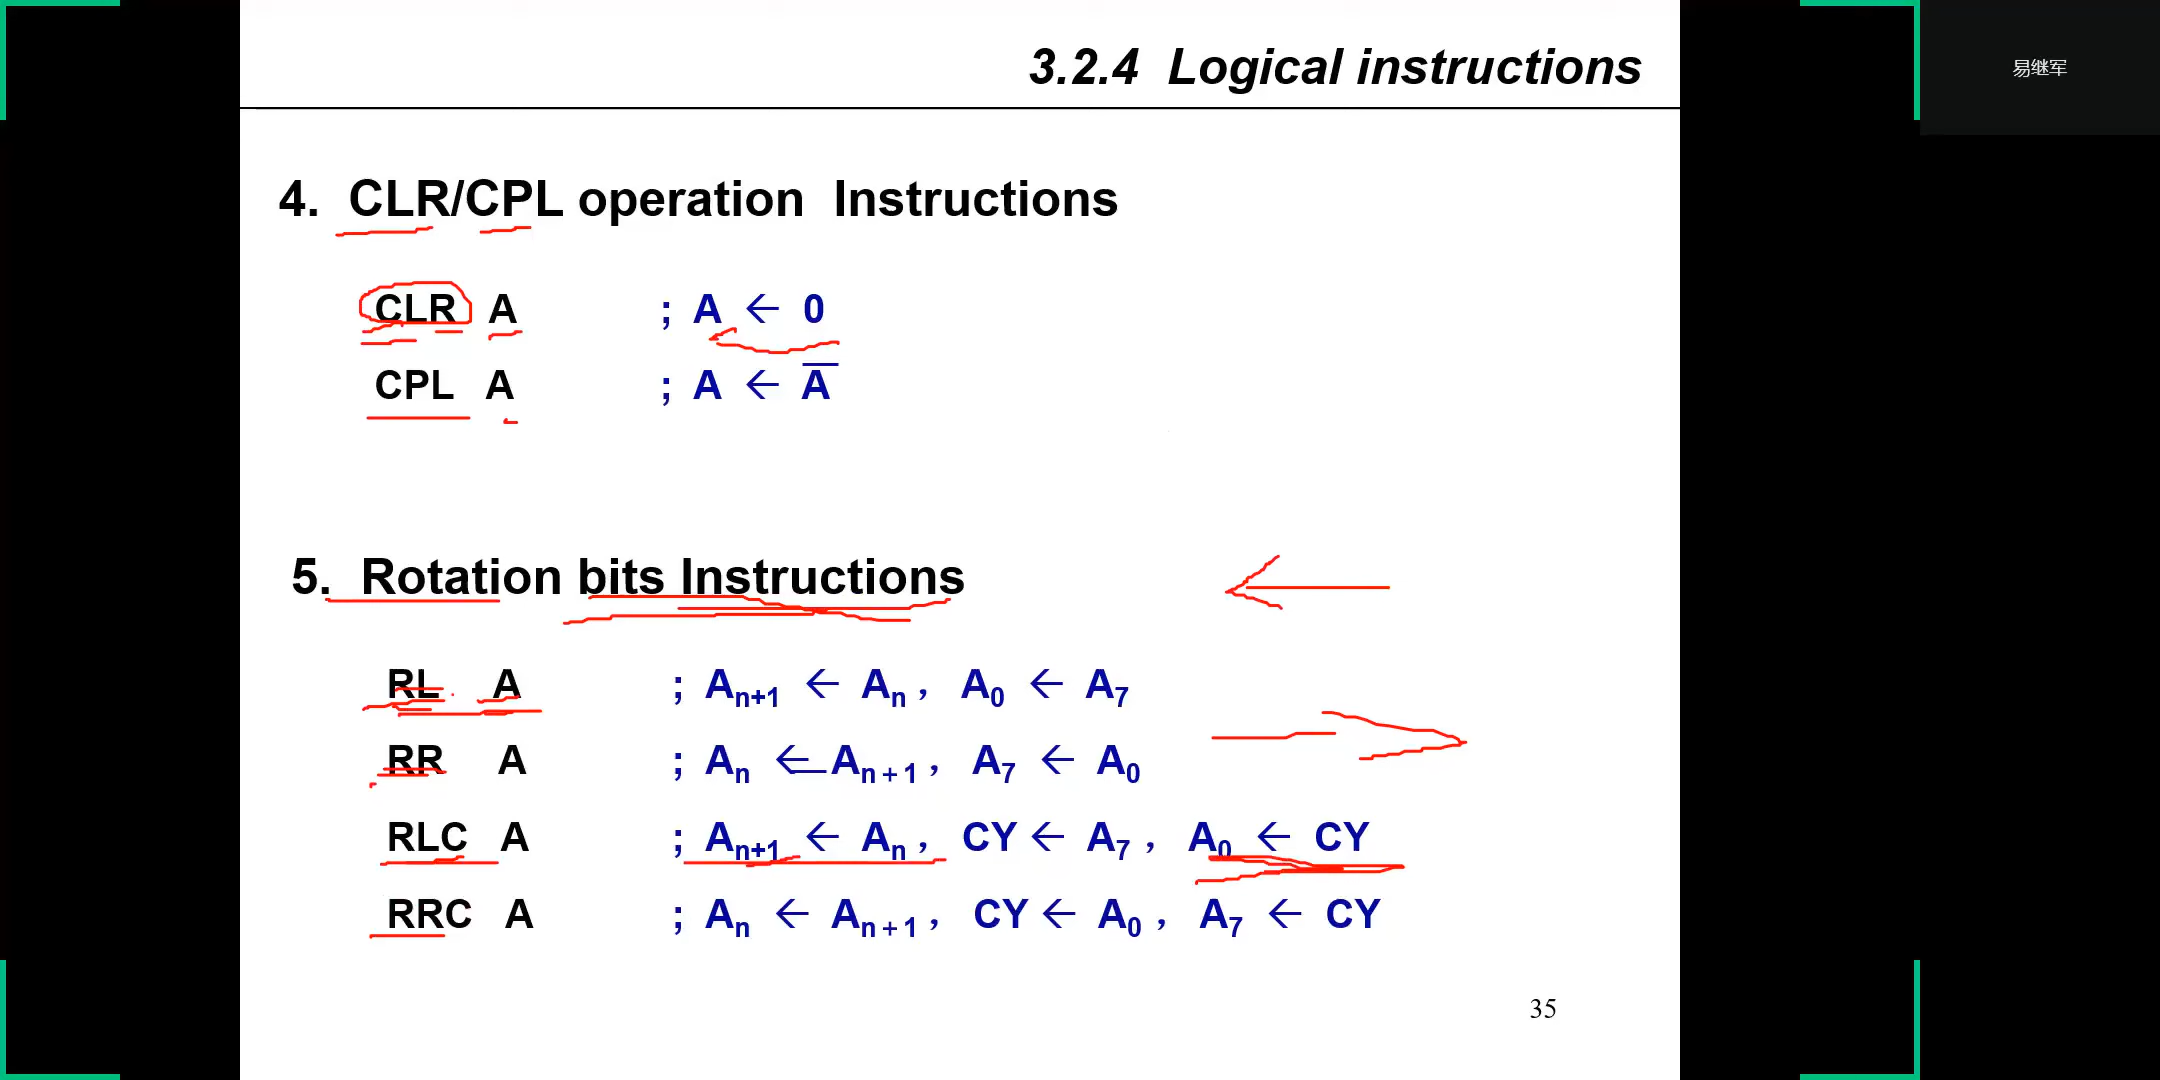 3.2.4 Logical instructions
易继军
4. CLR/CPL operation Instructions
CLR A ; A ← 0
CPL A ; A ← A̅
5. Rotation bits Instructions
RL A ; Aₙ₊₁ ← Aₙ， A₀ ← A₇
RR A ; Aₙ ← Aₙ₊₁， A₇ ← A₀
RLC A ; Aₙ₊₁ ← Aₙ， CY ← A₇， A₀ ← CY
RRC A ; Aₙ ← Aₙ₊₁， CY ← A₀， A₇ ← CY
35